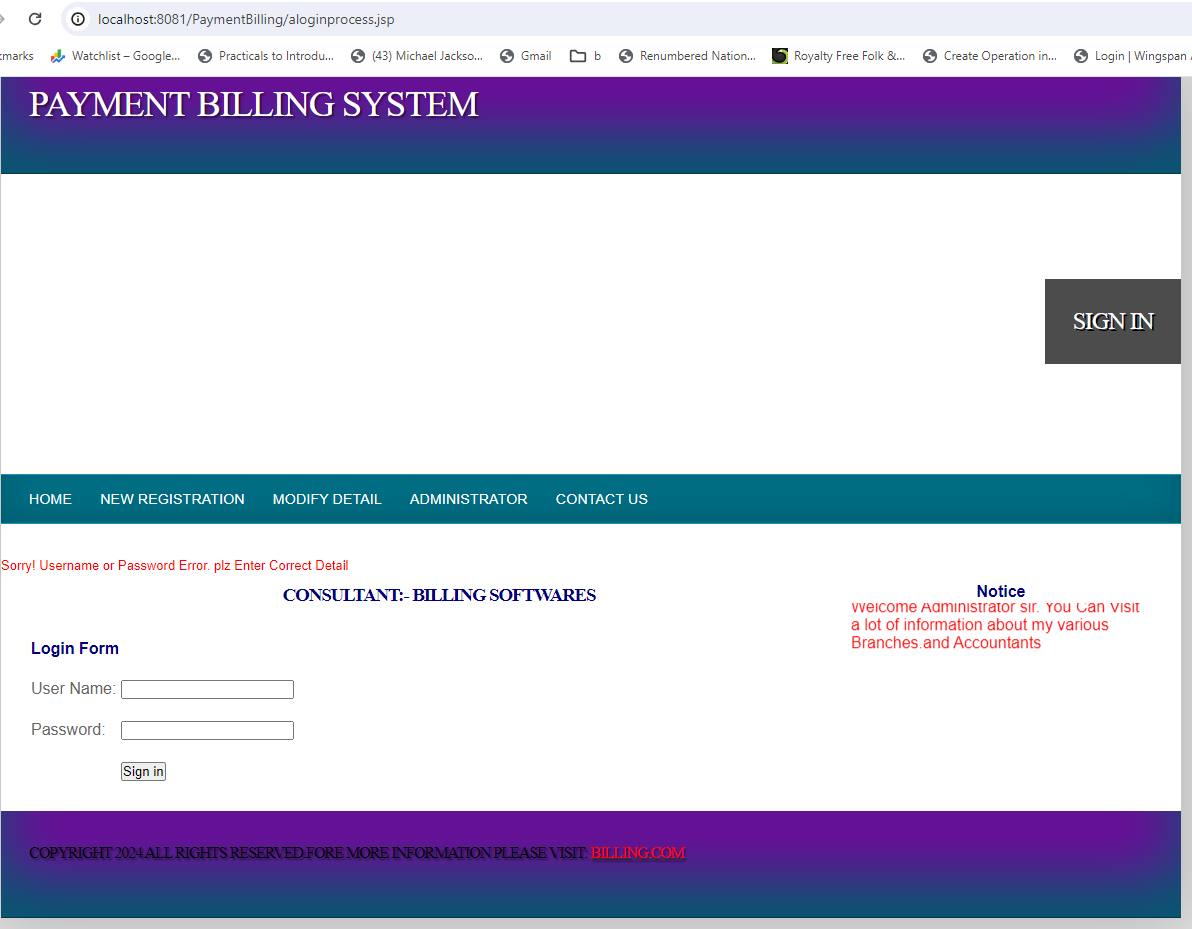 localhost:8081/PaymentBilling/aloginprocess.jsp
kmarks Watchlist – Google... Practicals to Introdu... (43) Michael Jackso... Gmail b Renumbered Nation... Royalty Free Folk &... Create Operation in... Login | Wingspan
PAYMENT BILLING SYSTEM
SIGN IN
HOME NEW REGISTRATION MODIFY DETAIL ADMINISTRATOR CONTACT US
Sorry! Username or Password Error. plz Enter Correct Detail
CONSULTANT:- BILLING SOFTWARES
Notice
Welcome Administrator sir. You Can Visit
a lot of information about my various
Branches.and Accountants
Login Form
User Name:
Password:
Sign in
COPYRIGHT 2024 ALL RIGHTS RESERVED.FORE MORE INFORMATION PLEASE VISIT: BILLING.COM